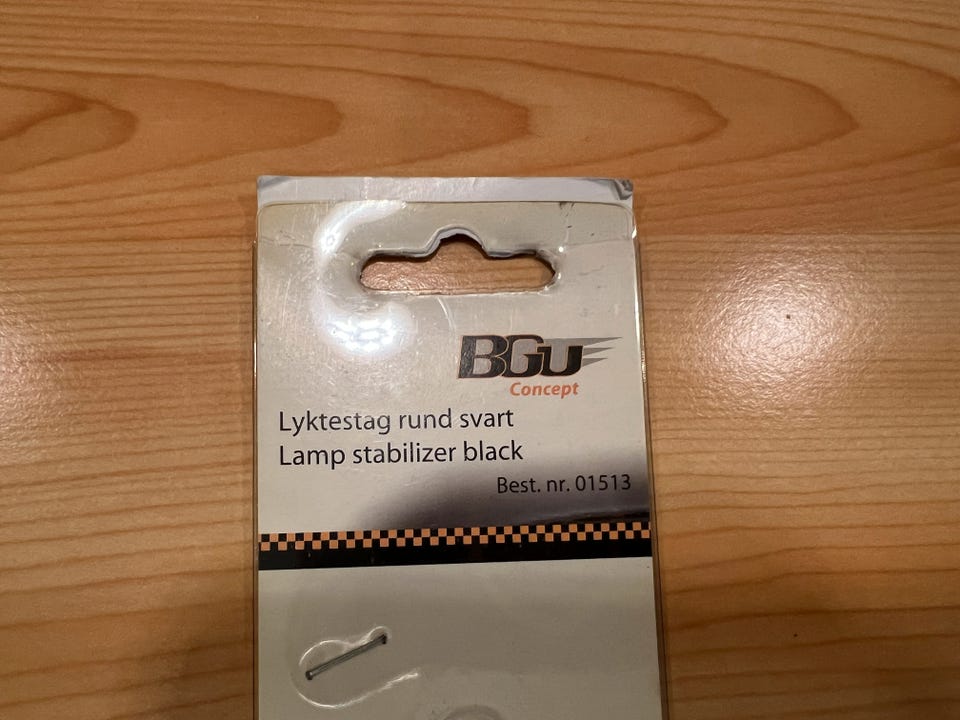 BGU
Concept
Lyktestag rund svart
Lamp stabilizer black
Best. nr. 01513